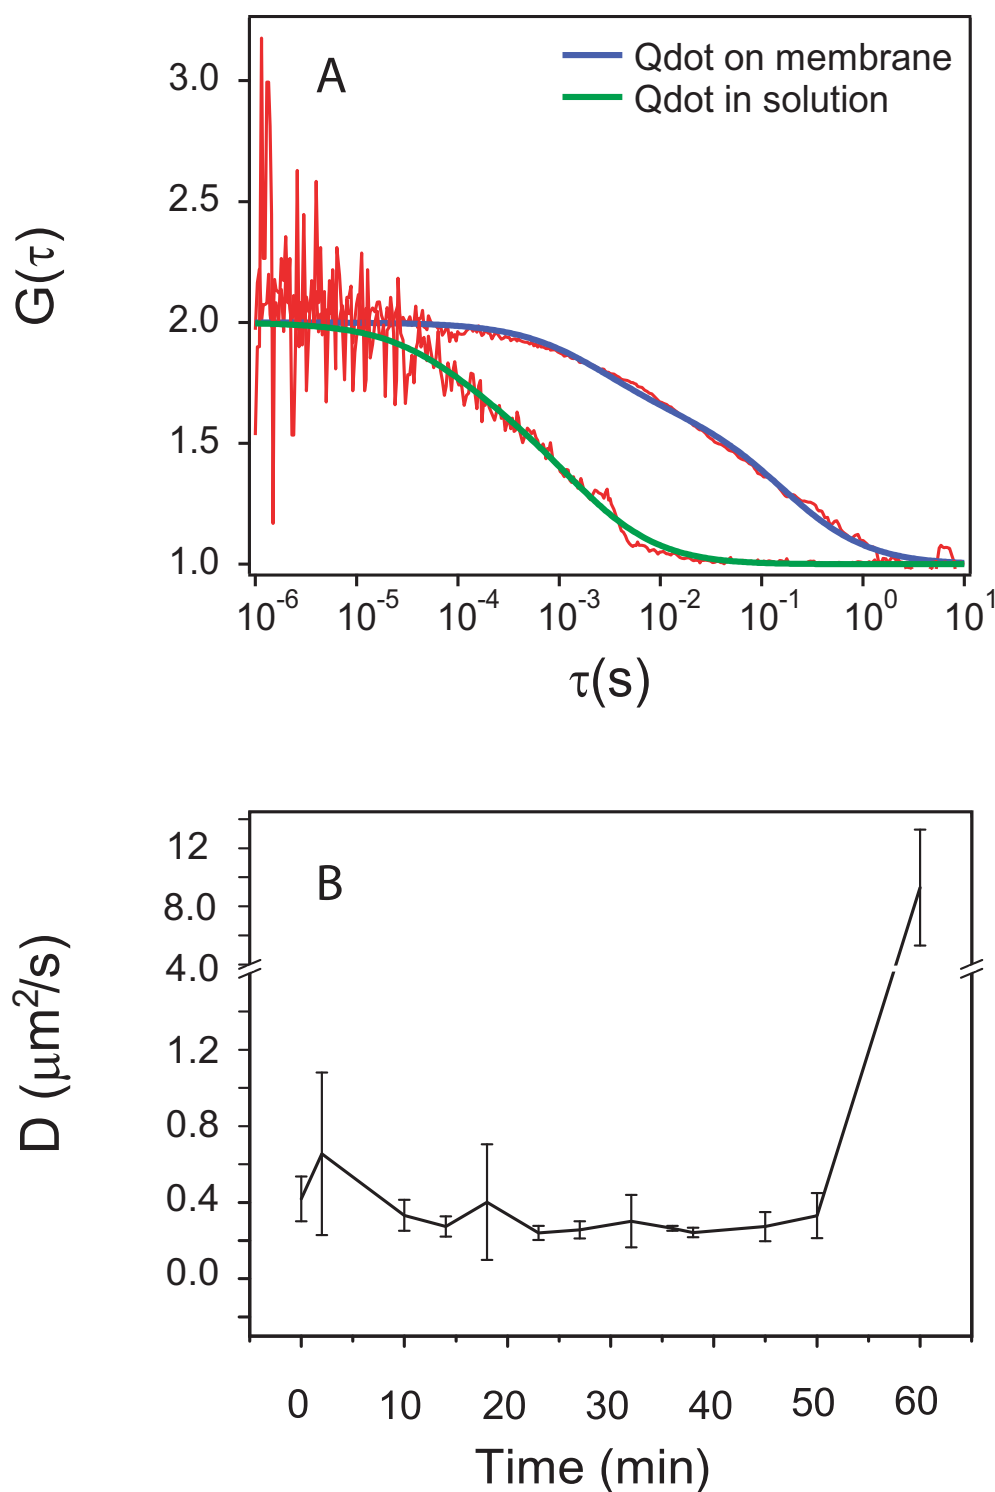 A
Qdot on membrane
Qdot in solution
G(τ)
3.0
2.5
2.0
1.5
1.0
10⁻⁶ 10⁻⁵ 10⁻⁴ 10⁻³ 10⁻² 10⁻¹ 10⁰ 10¹
τ(s)
B
D (μm²/s)
12
8.0
4.0
1.2
0.8
0.4
0.0
0 10 20 30 40 50 60
Time (min)